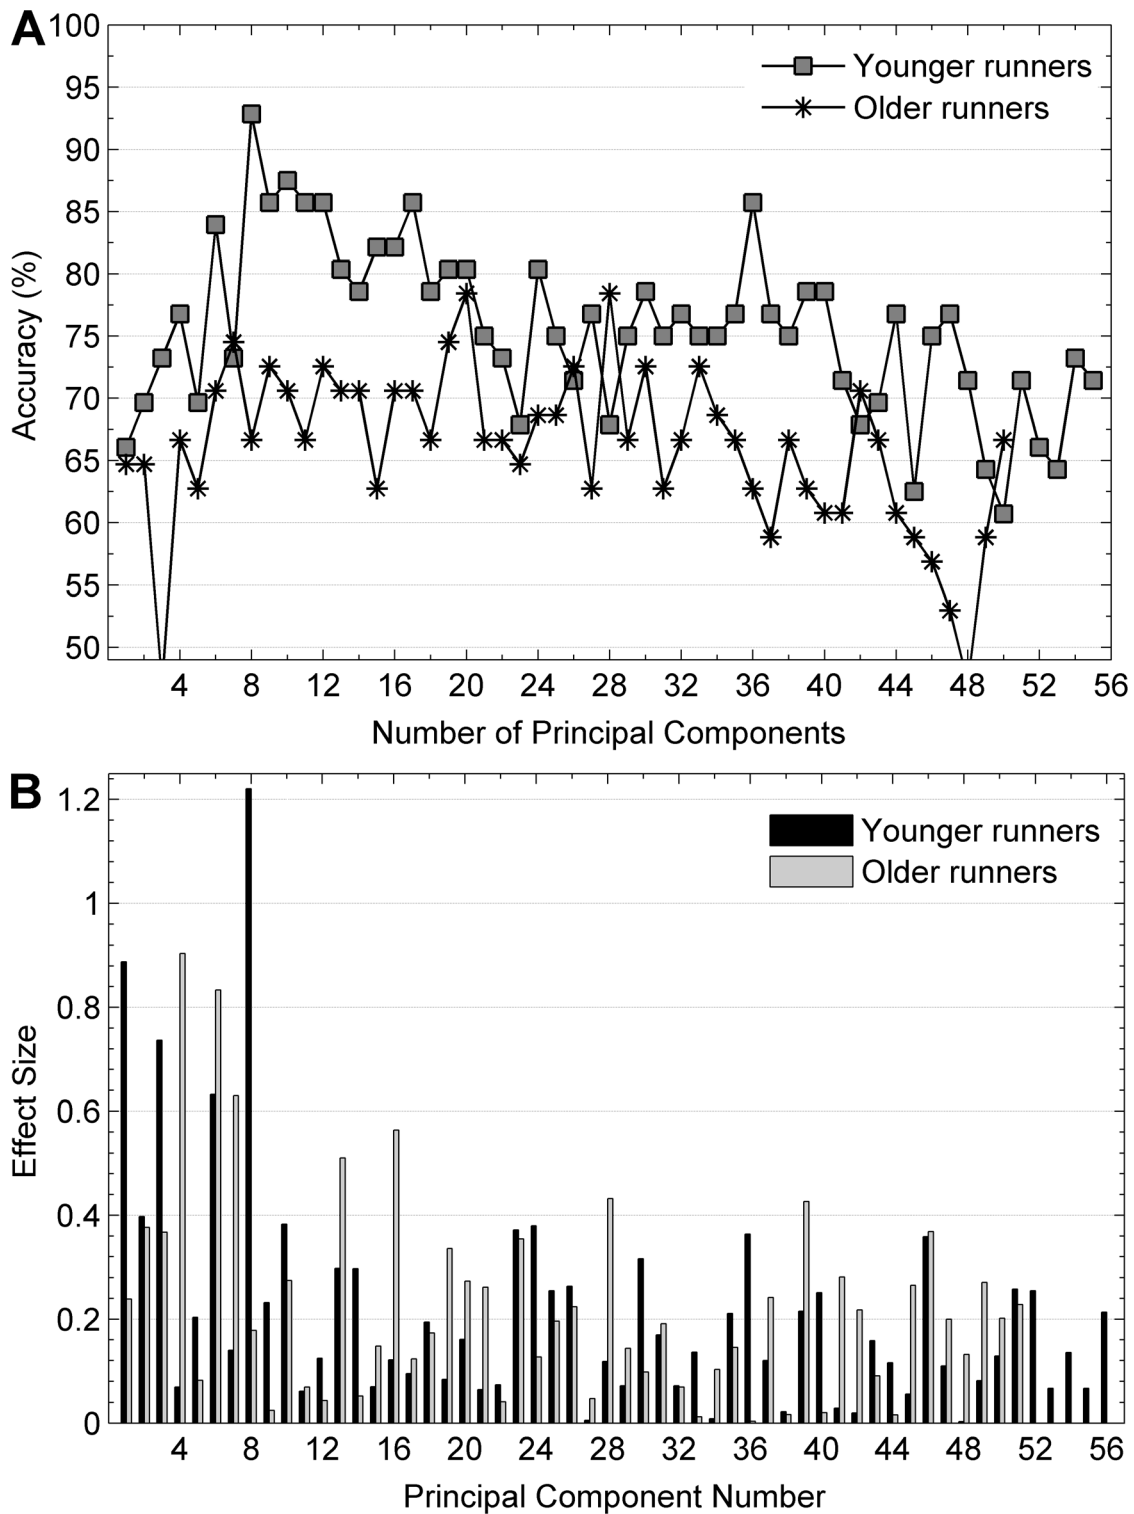 A
100
95
90
85
80
75
70
65
60
55
50
Accuracy (%)
Younger runners
Older runners
4 8 12 16 20 24 28 32 36 40 44 48 52 56
Number of Principal Components
B
1.2
1
0.8
0.6
0.4
0.2
0
Effect Size
Younger runners
Older runners
4 8 12 16 20 24 28 32 36 40 44 48 52 56
Principal Component Number